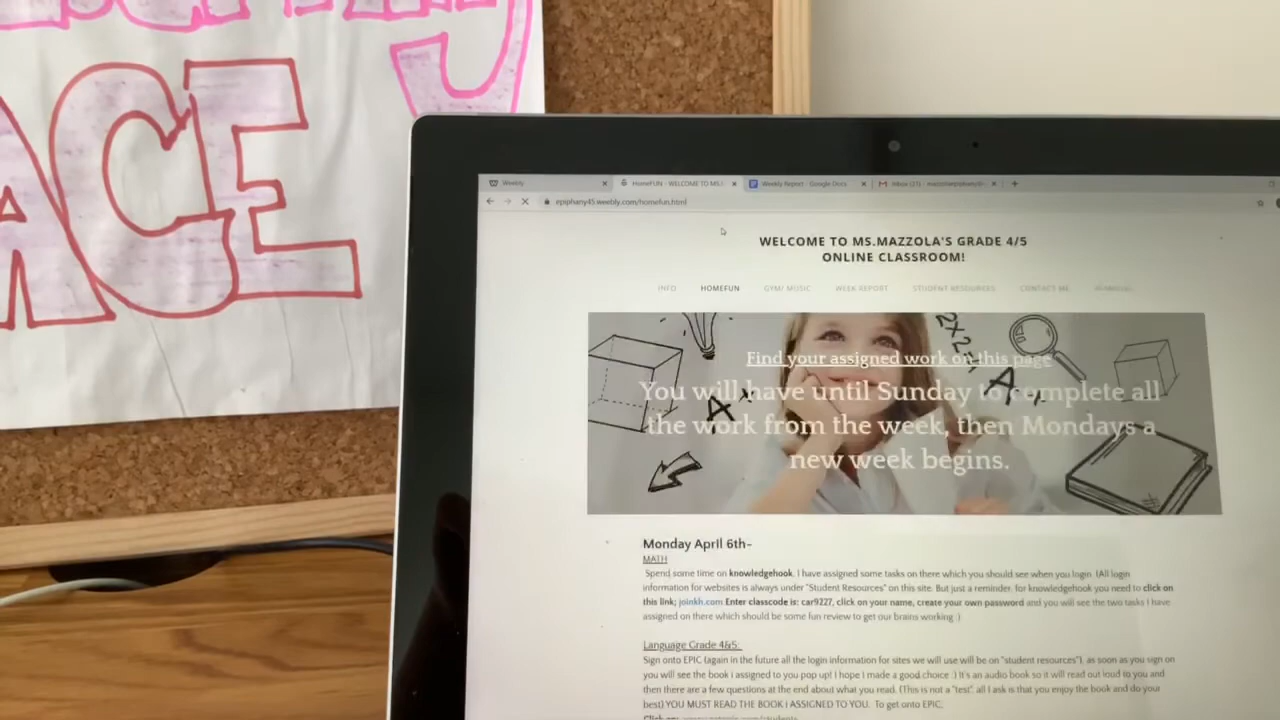 ACE
Weebly
HomeFUN - WELCOME TO MS.
Weekly Report - Google Docs
epiphany45.weebly.com/homefun.html
WELCOME TO MS.MAZZOLA'S GRADE 4/5
ONLINE CLASSROOM!
INFO HOMEFUN GYM/ MUSIC WEEK REPORT STUDENT RESOURCES CONTACT ME
Find your assigned work on this page
You will have until Sunday to complete all
the work from the week, then Mondays a
new week begins.
2x2=
A+
A+
Monday April 6th-
MATH
Spend some time on knowledgehook. I have assigned some tasks on there which you should see when you login. (All login
information for websites is always under "Student Resources" on this site. But just a reminder, for knowledgehook you need to click on
this link; joinkh.com Enter classcode is: car9227, click on your name, create your own password and you will see the two tasks I have
assigned on there which should be some fun review to get our brains working :)
Language Grade 4&5:
Sign onto EPIC (again in the future all the login information for sites we will use will be on "student resources"), as soon as you sign on
you will see the book i assigned to you pop up! I hope I made a good choice :) It's an audio book so it will read out loud to you and
then there are a few questions at the end about what you read. (This is not a "test", all I ask is that you enjoy the book and do your
best) YOU MUST READ THE BOOK i ASSIGNED TO YOU. To get onto EPIC,